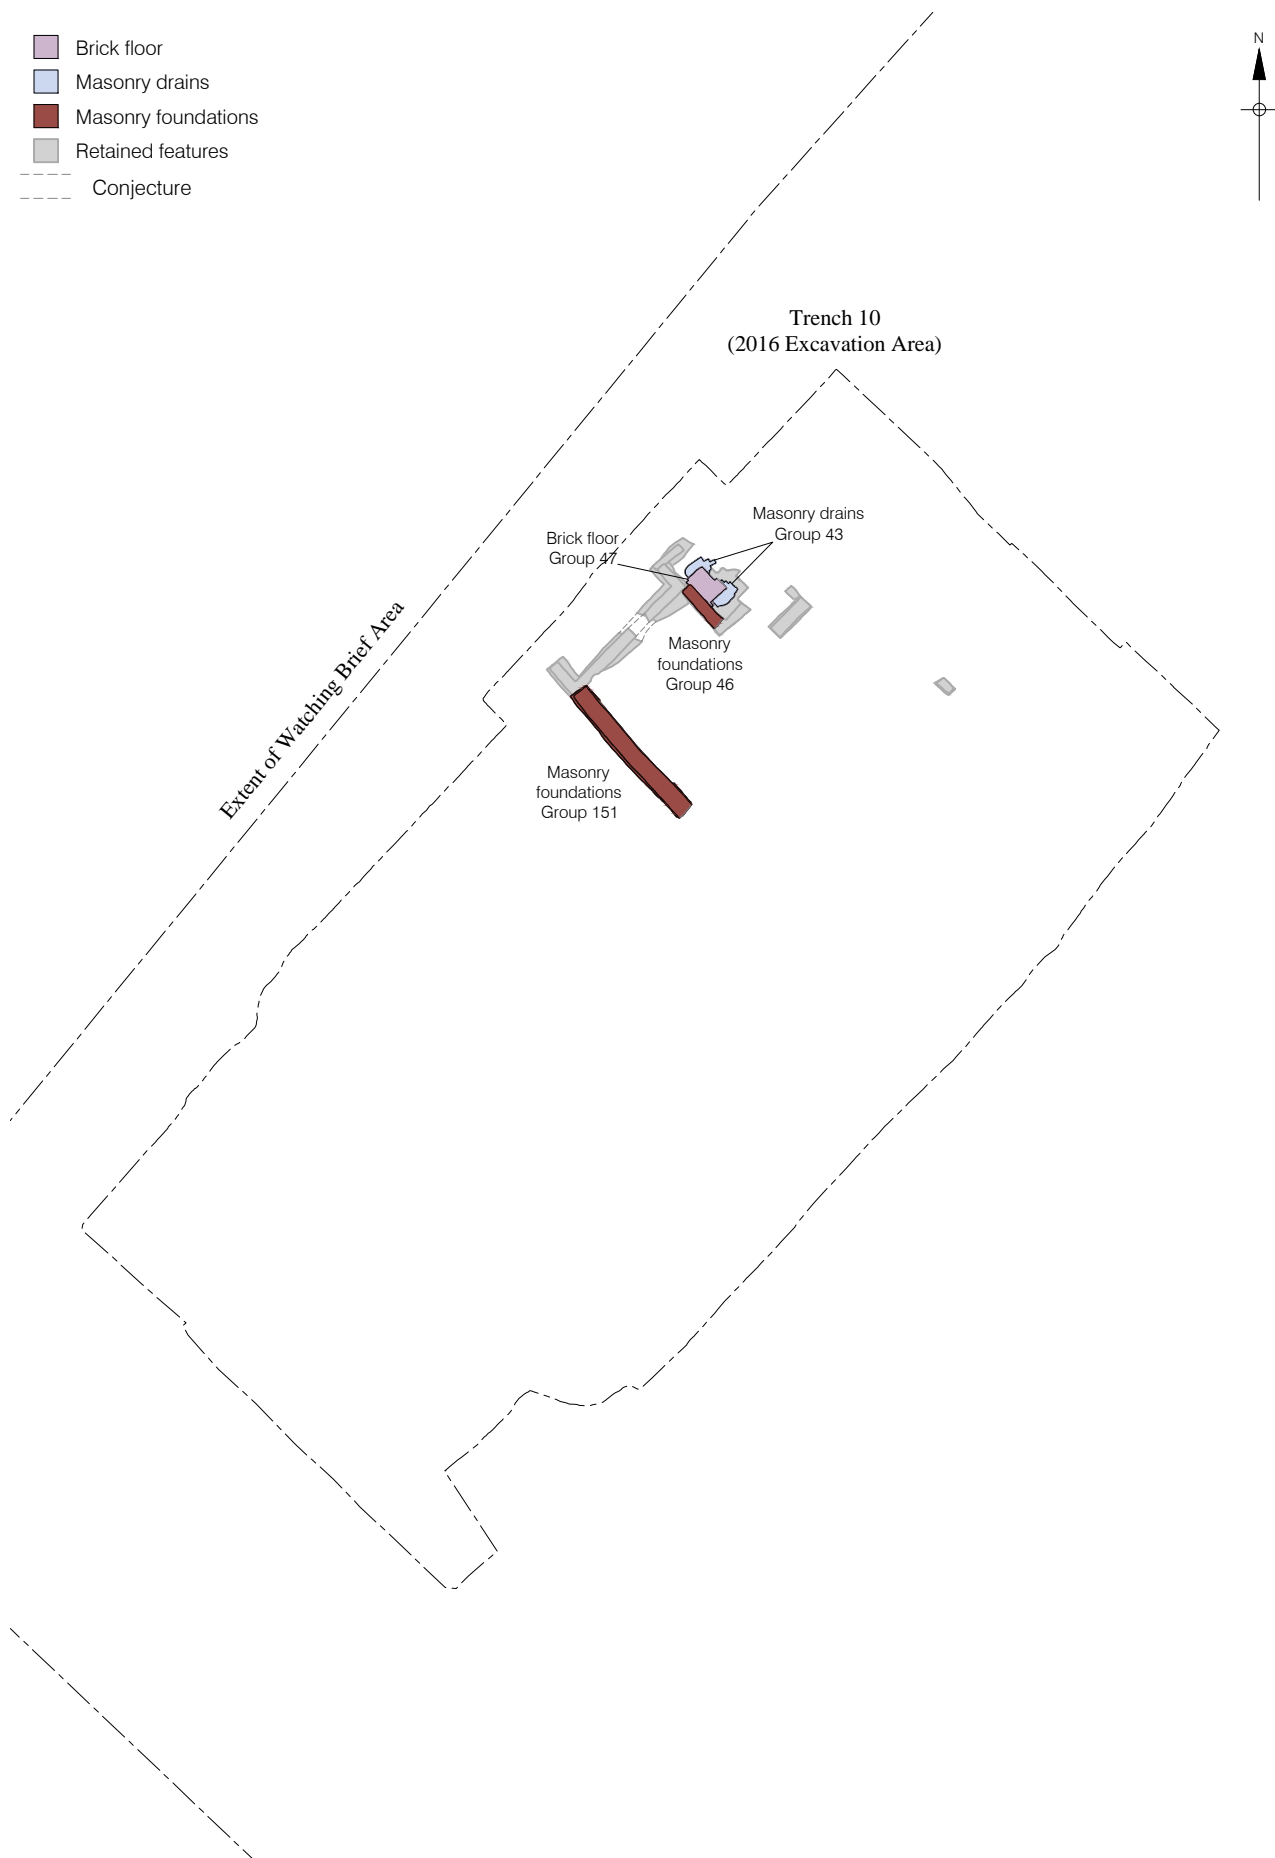 Brick floor
Masonry drains
Masonry foundations
Retained features
Conjecture
N
Trench 10
(2016 Excavation Area)
Masonry drains
Group 43
Brick floor
Group 47
Masonry
foundations
Group 46
Extent of Watching Brief Area
Masonry
foundations
Group 151